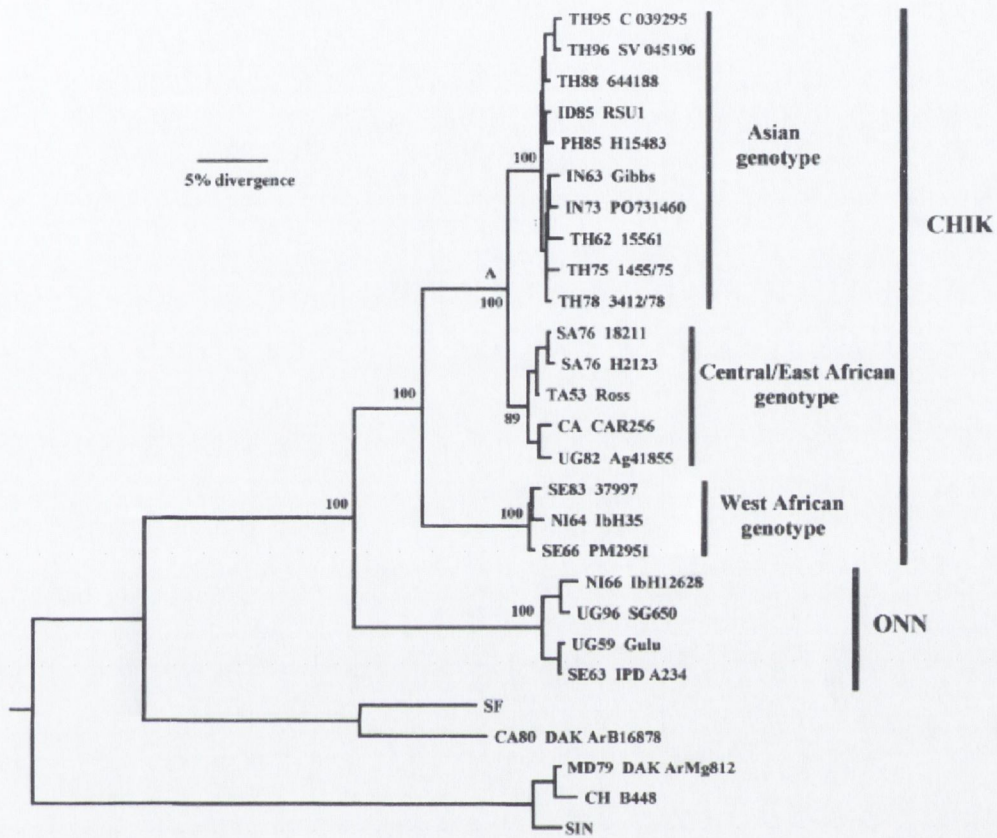 TH95 C 039295
TH96 SV 045196
TH88 644188
ID85 RSU1
PH85 H15483
100
Asian
genotype
5% divergence
IN63 Gibbs
IN73 PO731460
TH62 15561
CHIK
TH75 1455/75
A
100
TH78 3412/78
SA76 18211
SA76 H2123
Central/East African
genotype
TA53 Ross
100
89
CA CAR256
UG82 Ag41855
SE83 37997
100
100
NI64 IbH35
West African
genotype
SE66 PM2951
NI66 IbH12628
100
UG96 SG650
ONN
UG59 Gulu
SE63 IPD A234
SF
CA80 DAK ArB16878
MD79 DAK ArMg812
CH B448
SIN